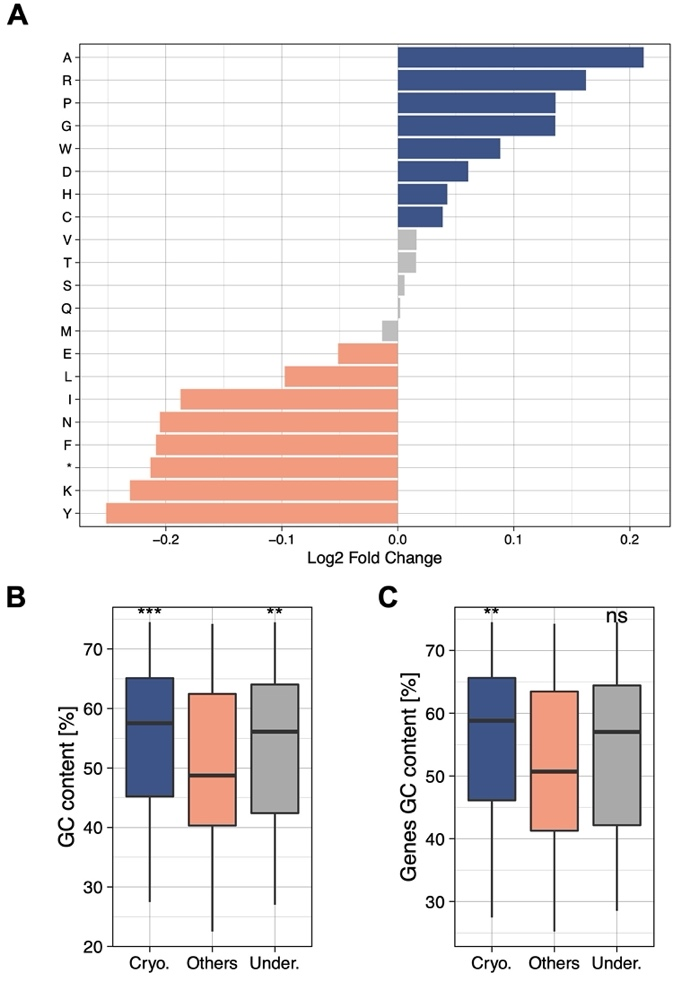 A
A
R
P
G
W
D
H
C
V
T
S
Q
M
E
L
I
N
F
*
K
Y
−0.2 −0.1 0.0 0.1 0.2
Log2 Fold Change
B
*** **
GC content [%]
70
60
50
40
30
20
Cryo. Others Under.
C
** ns
Genes GC content [%]
70
60
50
40
30
Cryo. Others Under.